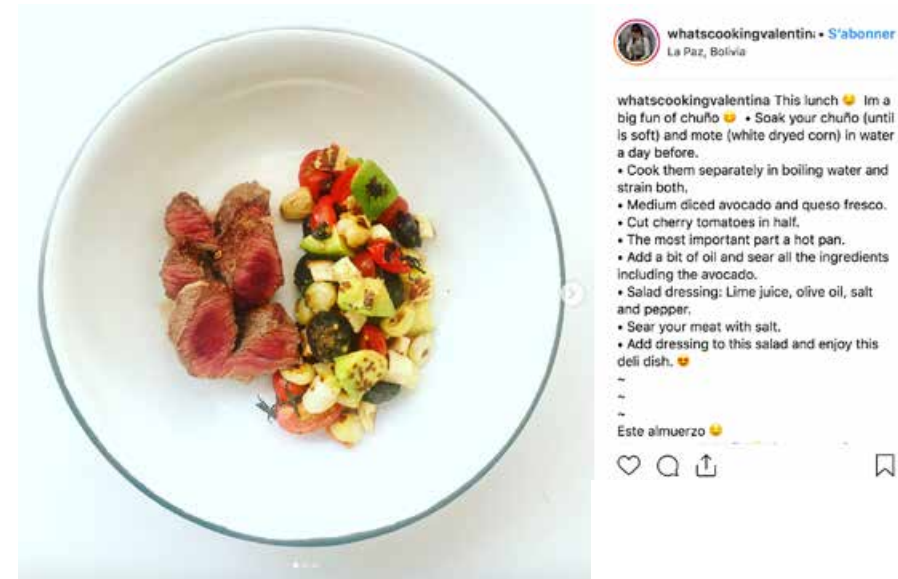 whatscookingvalentin • S'abonner
La Paz, Bolivia
whatscookingvalentina This lunch 😉 Im a
big fun of chuño 😊 • Soak your chuño (until
is soft) and mote (white dryed corn) in water
a day before.
• Cook them separately in boiling water and
strain both.
• Medium diced avocado and queso fresco.
• Cut cherry tomatoes in half.
• The most important part a hot pan.
• Add a bit of oil and sear all the ingredients
including the avocado.
• Salad dressing: Lime juice, olive oil, salt
and pepper.
• Sear your meat with salt.
• Add dressing to this salad and enjoy this
deli dish. 😍
~
~
~
Este almuerzo 😉